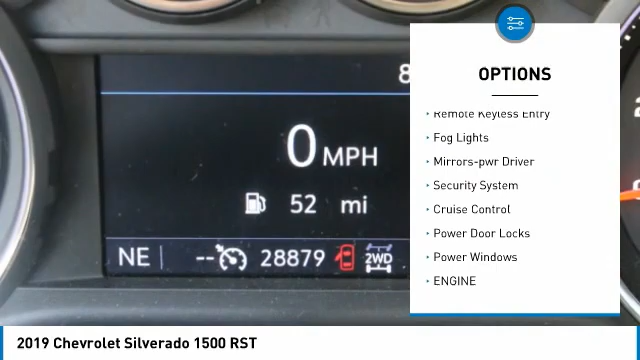 8
0 MPH
52 mi
NE
--
28879
2WD
OPTIONS
Remote Keyless Entry
• Fog Lights
• Mirrors-pwr Driver
• Security System
• Cruise Control
• Power Door Locks
• Power Windows
• ENGINE
2019 Chevrolet Silverado 1500 RST